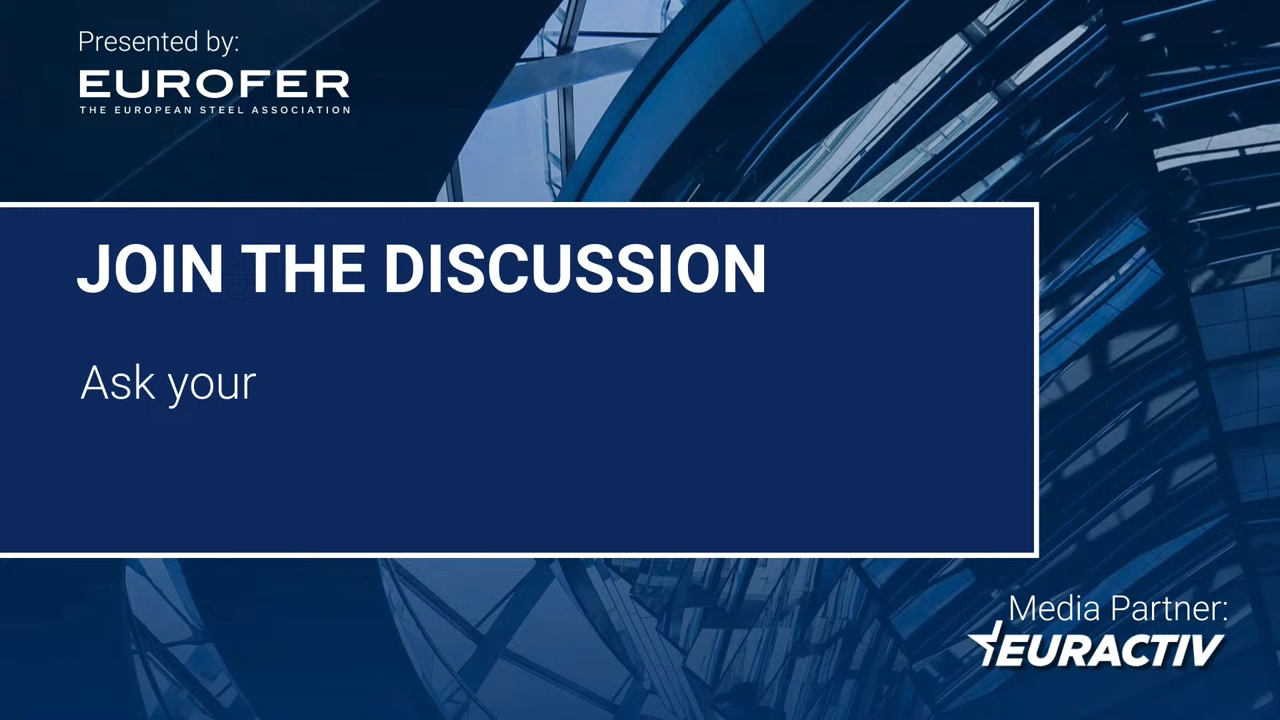 Presented by:
EUROFER
THE EUROPEAN STEEL ASSOCIATION
JOIN THE DISCUSSION
Ask your
Media Partner:
EURACTIV